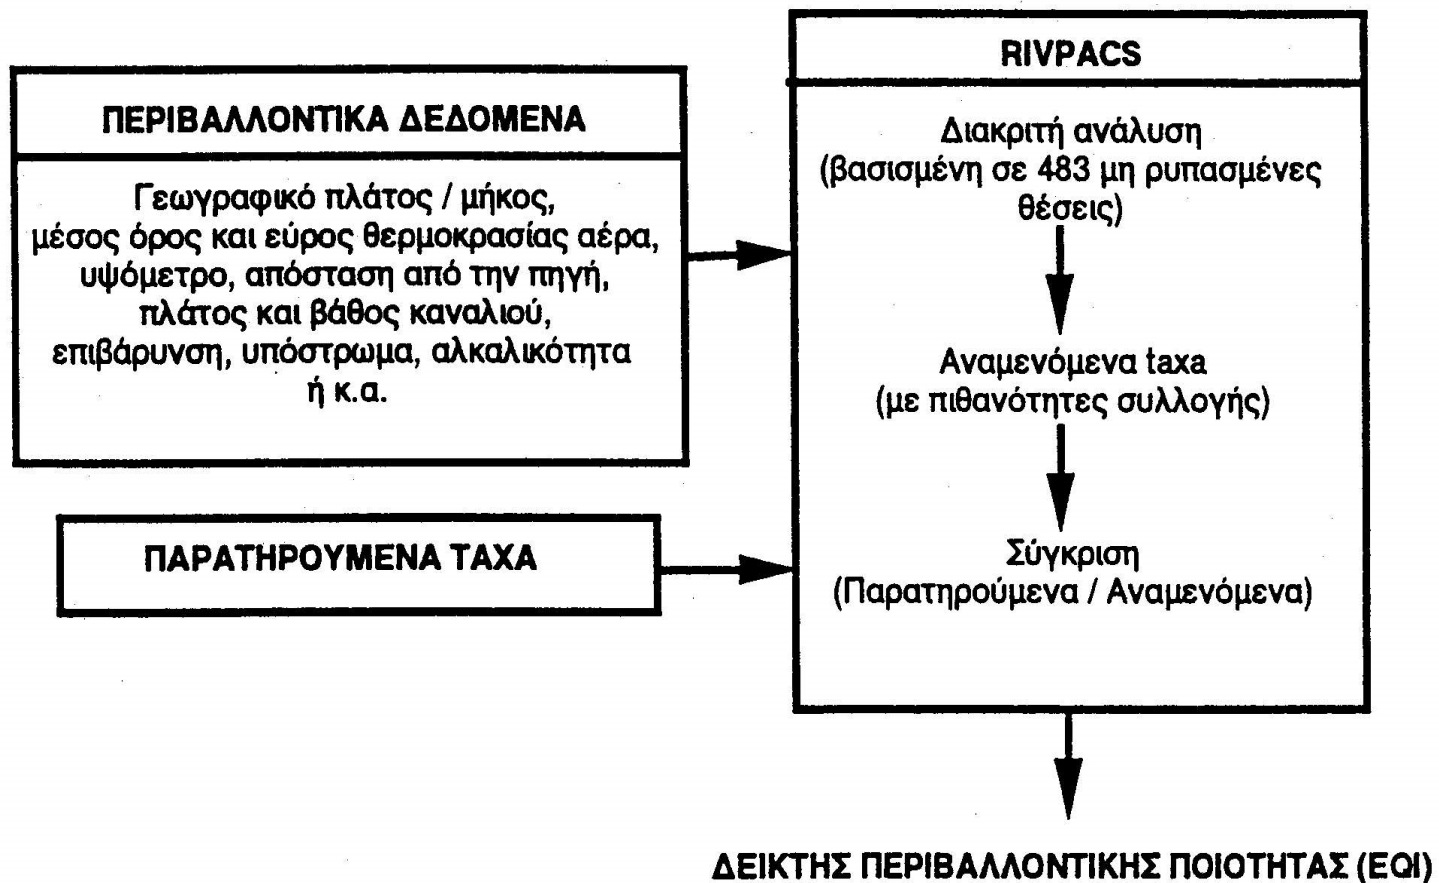 ΠΕΡΙΒΑΛΛΟΝΤΙΚΑ ΔΕΔΟΜΕΝΑ
Γεωγραφικό πλάτος / μήκος,
μέσος όρος και εύρος θερμοκρασίας αέρα,
υψόμετρο, απόσταση από την πηγή,
πλάτος και βάθος καναλιού,
επιβάρυνση, υπόστρωμα, αλκαλικότητα
ή κ.α.
ΠΑΡΑΤΗΡΟΥΜΕΝΑ ΤΑΧΑ
RIVPACS
Διακριτή ανάλυση
(βασισμένη σε 483 μη ρυπασμένες
θέσεις)
Αναμενόμενα taxa
(με πιθανότητες συλλογής)
Σύγκριση
(Παρατηρούμενα / Αναμενόμενα)
ΔΕΙΚΤΗΣ ΠΕΡΙΒΑΛΛΟΝΤΙΚΗΣ ΠΟΙΟΤΗΤΑΣ (EQI)